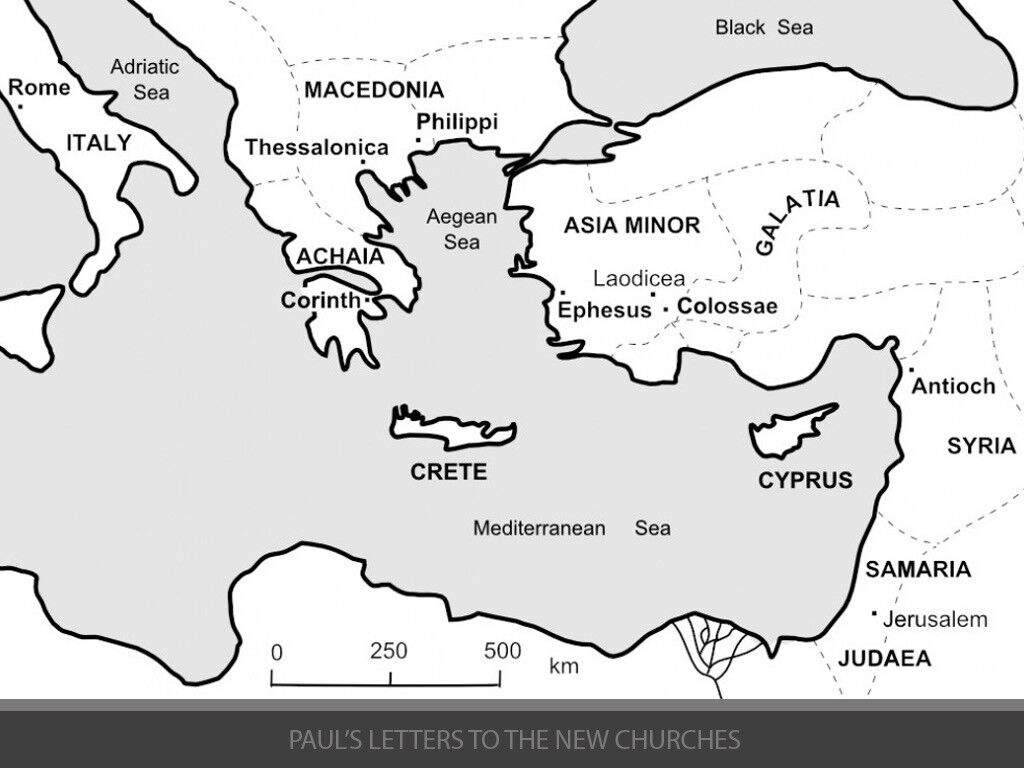 Black Sea
Adriatic
Sea
Rome
MACEDONIA
Philippi
ITALY
Thessalonica
GALATIA
Aegean
Sea
ASIA MINOR
ACHAIA
Laodicea
Corinth
Ephesus
Colossae
Antioch
SYRIA
CRETE
CYPRUS
Mediterranean Sea
SAMARIA
Jerusalem
JUDAEA
0 250 500
km
PAUL'S LETTERS TO THE NEW CHURCHES